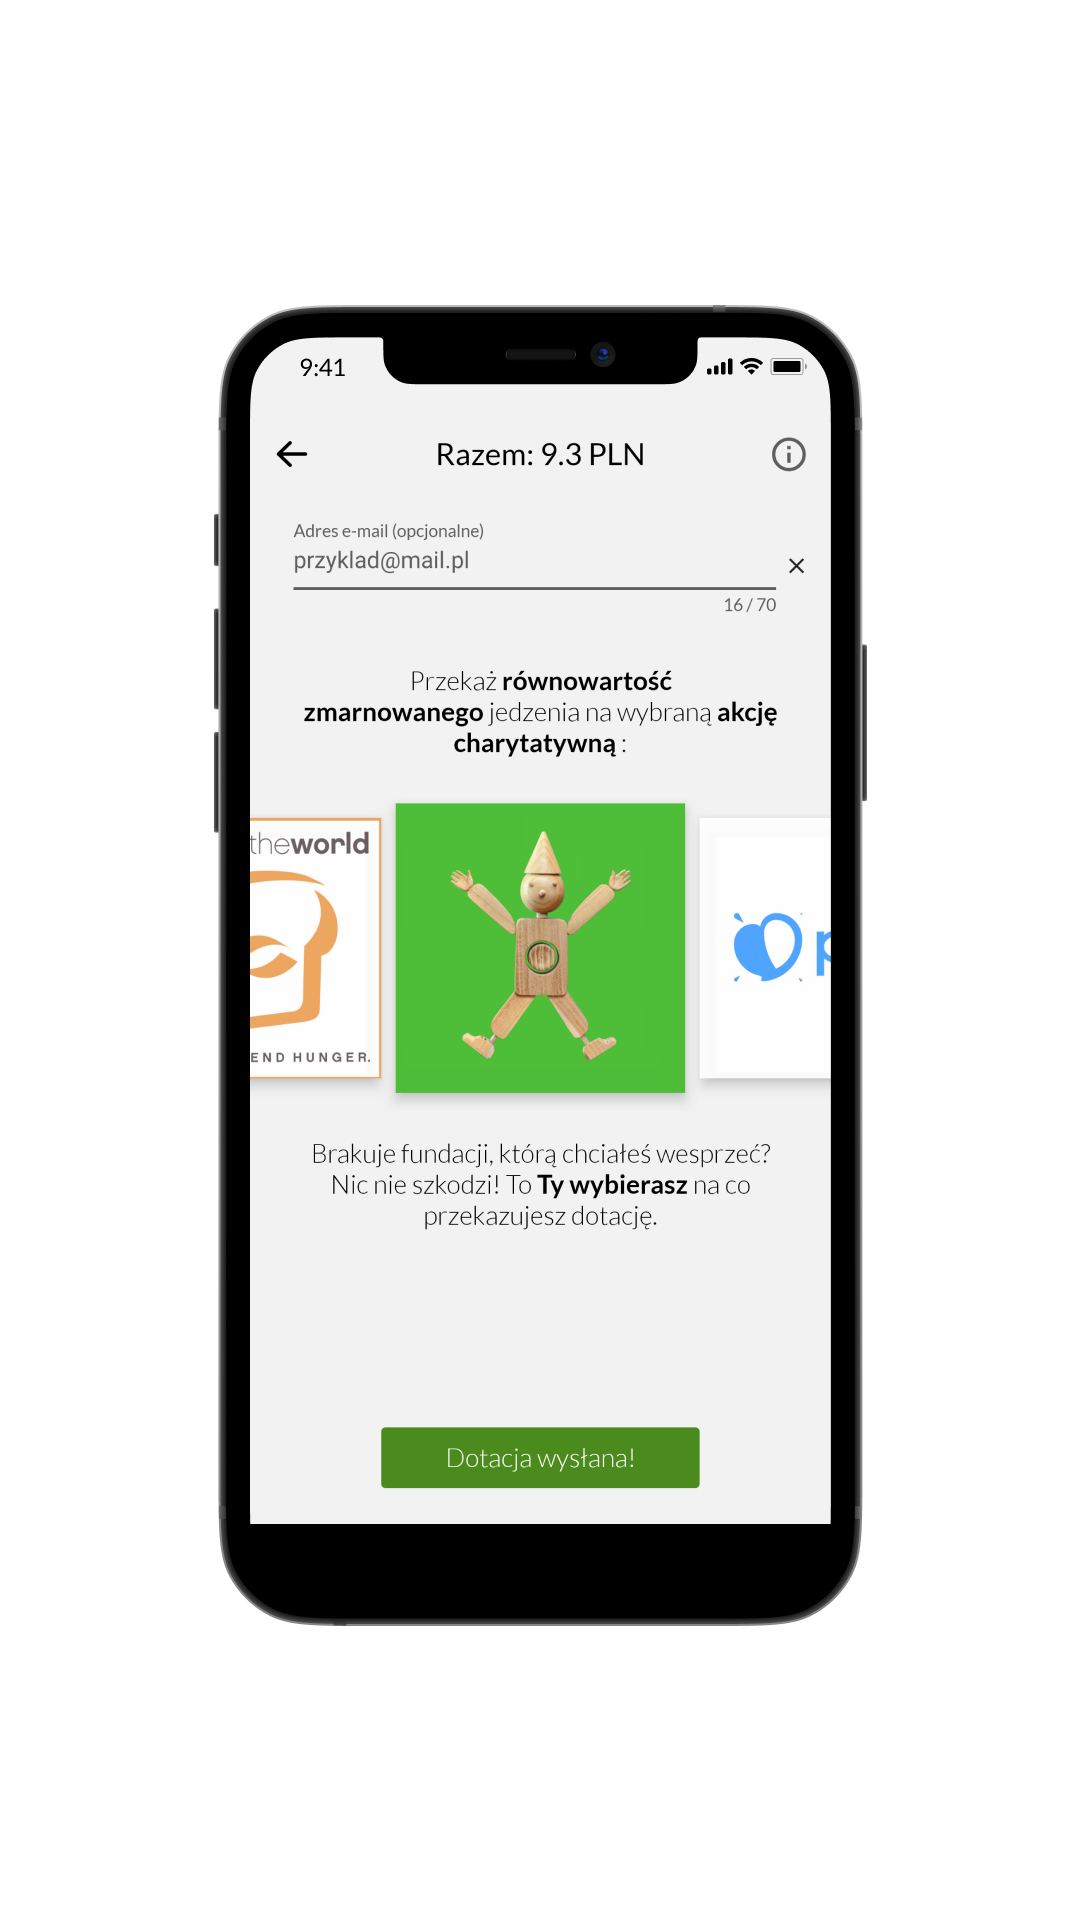 9:41
Razem: 9.3 PLN
Adres e-mail (opcjonalne)
przyklad@mail.pl
16 / 70
Przekaż równowartość
zmarnowanego jedzenia na wybraną akcję
charytatywną :
theworld
END HUNGER.
Brakuje fundacji, którą chciałeś wesprzeć?
Nic nie szkodzi! To Ty wybierasz na co
przekazujesz dotację.
Dotacja wysłana!